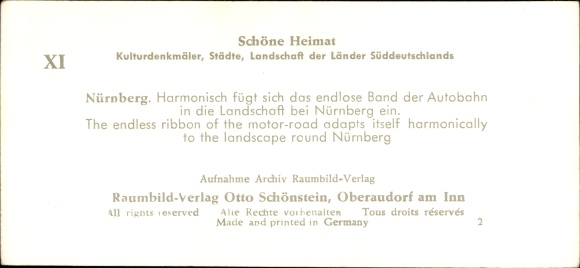 Schöne Heimat
XI
Kulturdenkmäler, Städte, Landschaft der Länder Süddeutschlands
Nürnberg. Harmonisch fügt sich das endlose Band der Autobahn
in die Landschaft bei Nürnberg ein.
The endless ribbon of the motor-road adapts itself harmonically
to the landscape round Nürnberg
Aufnahme Archiv Raumbild-Verlag
Raumbild-Verlag Otto Schönstein, Oberaudorf am Inn
All rights reserved Alle Rechte vorbehalten Tous droits réservés
Made and printed in Germany 2